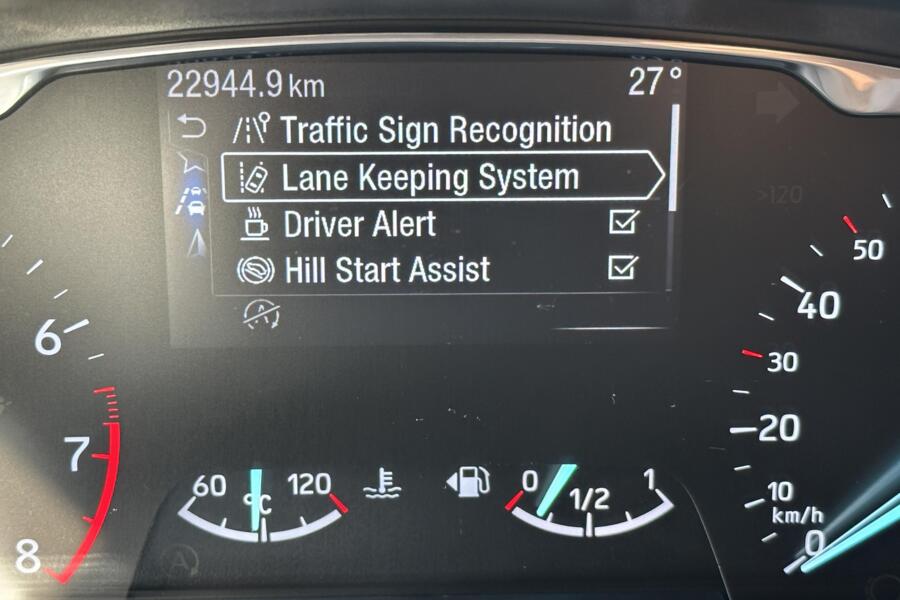 22944.9 km 27°
Traffic Sign Recognition
Lane Keeping System
Driver Alert
Hill Start Assist
>120
50
40
6
30
7
20
60 120 0 1
°C 1/2
10
km/h
8 0
A